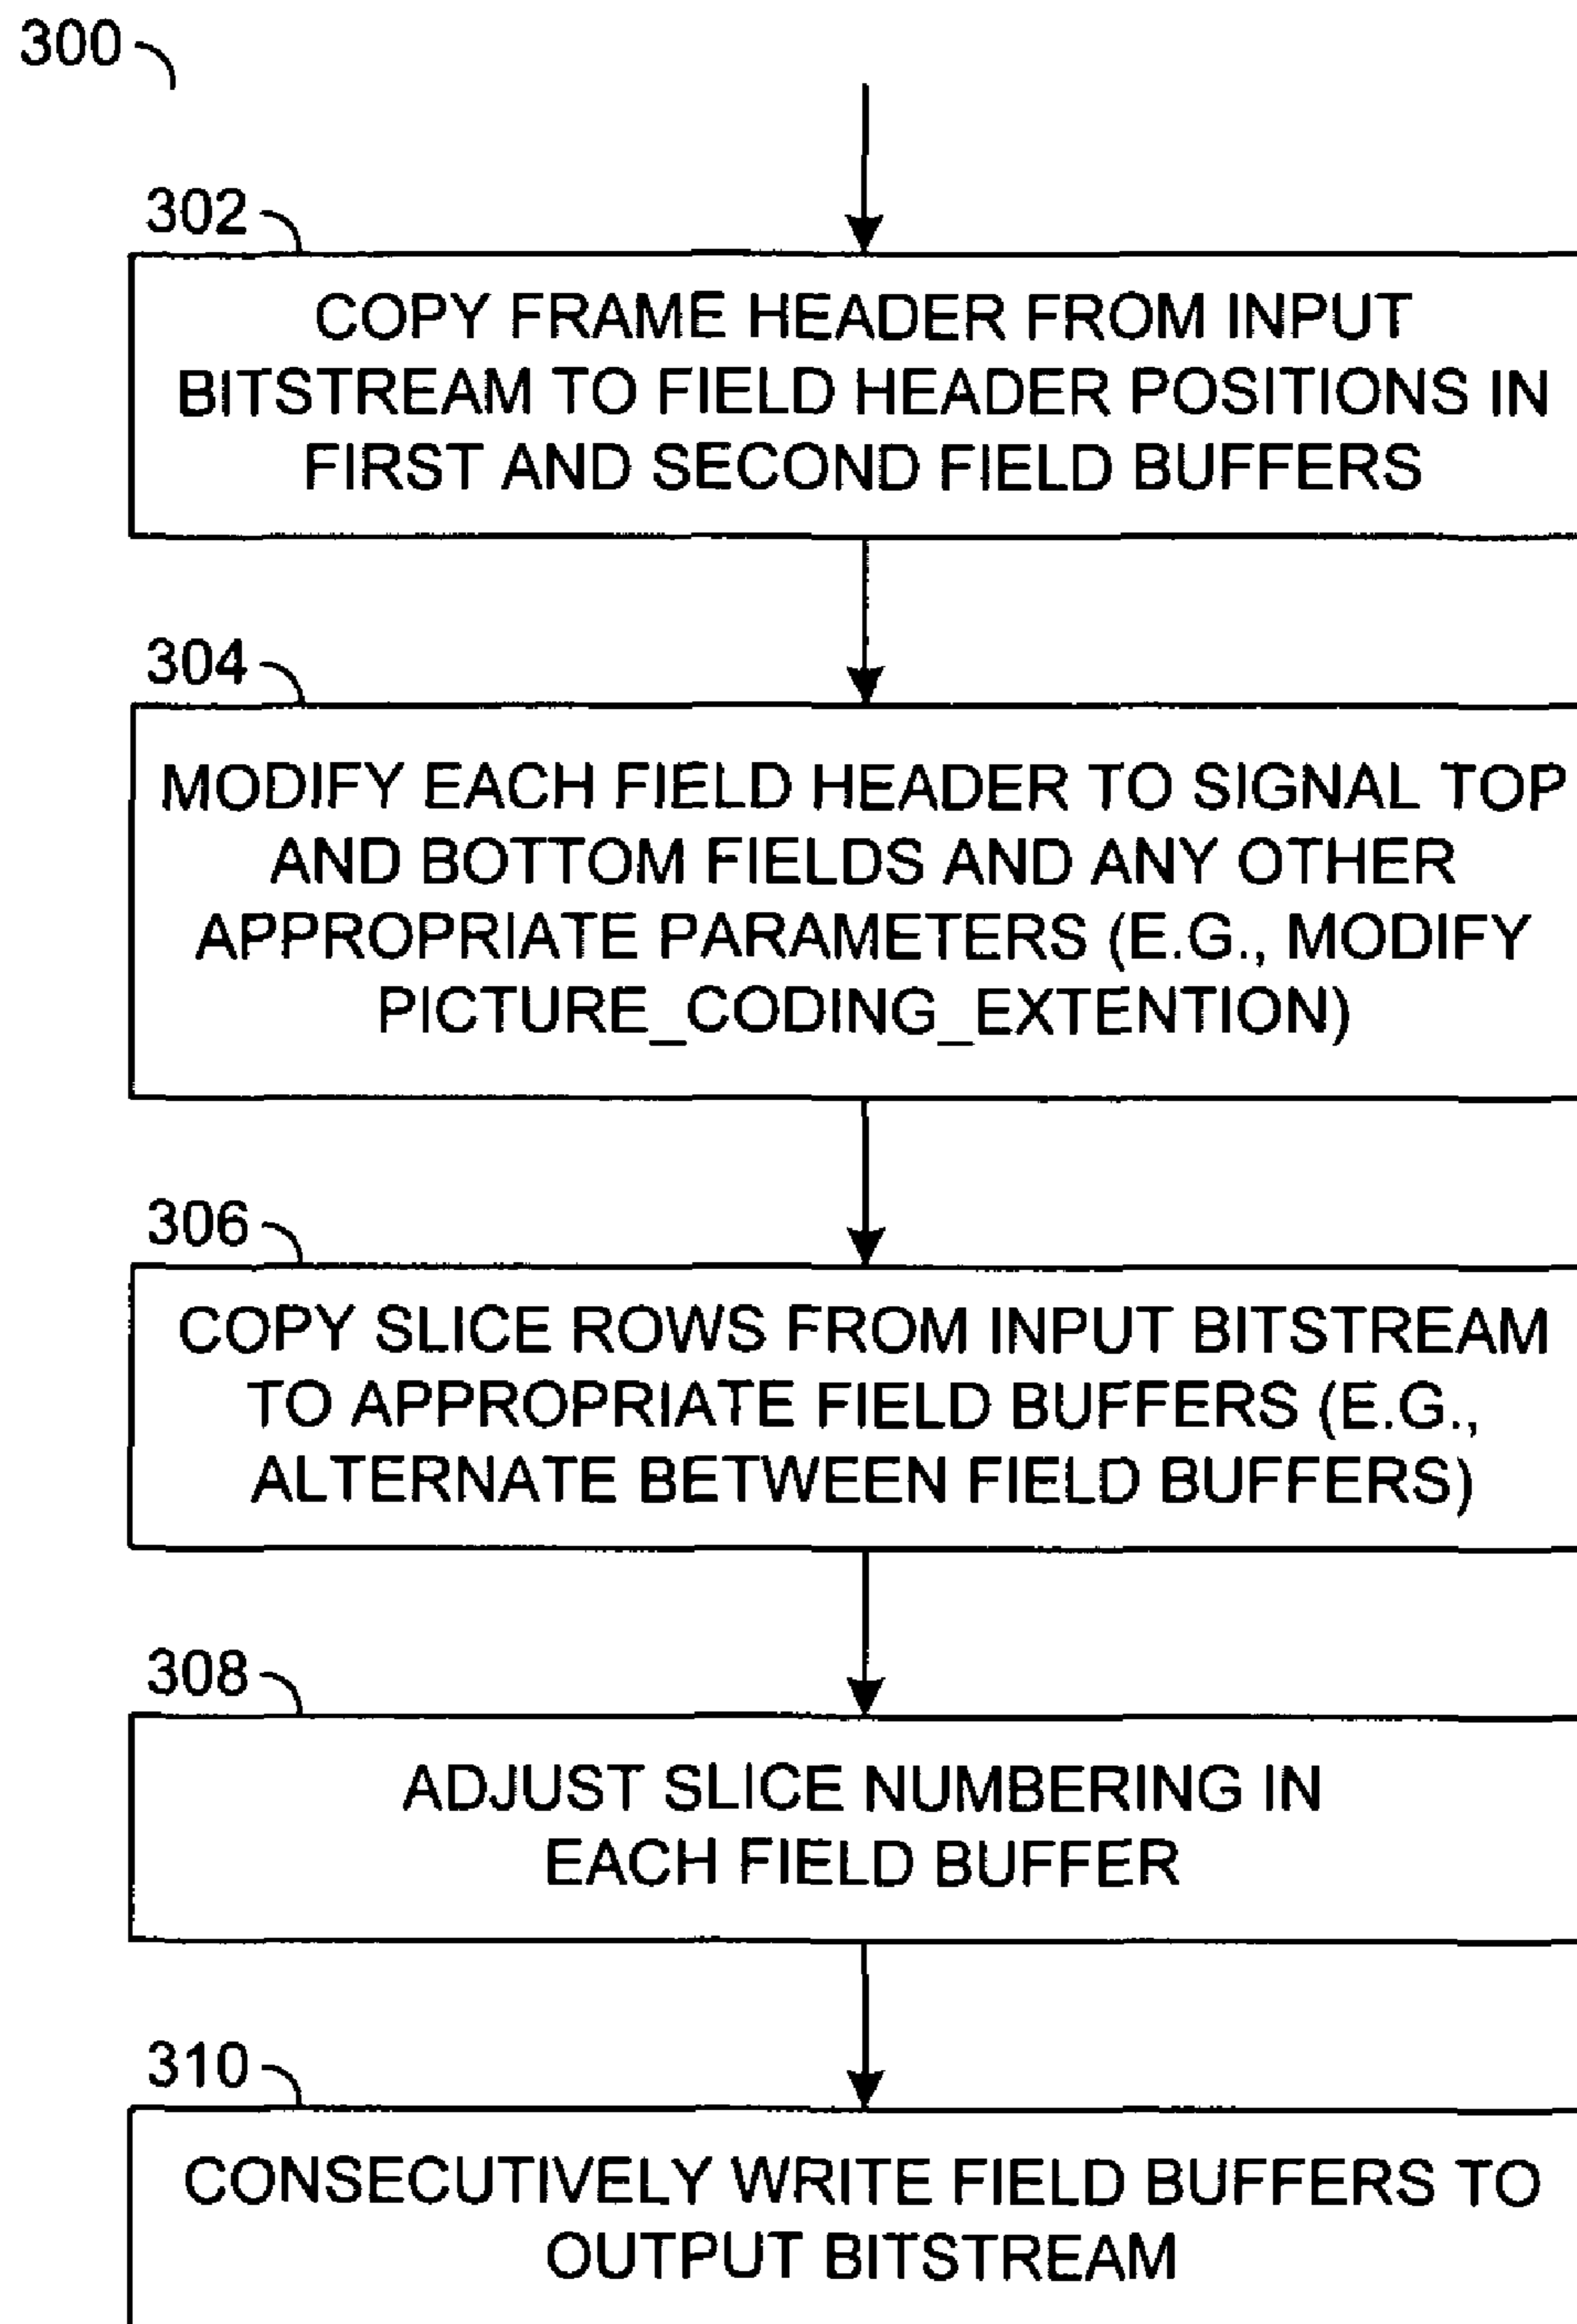 300
302
COPY FRAME HEADER FROM INPUT
BITSTREAM TO FIELD HEADER POSITIONS IN
FIRST AND SECOND FIELD BUFFERS
304
MODIFY EACH FIELD HEADER TO SIGNAL TOP
AND BOTTOM FIELDS AND ANY OTHER
APPROPRIATE PARAMETERS (E.G., MODIFY
PICTURE_CODING_EXTENTION)
306
COPY SLICE ROWS FROM INPUT BITSTREAM
TO APPROPRIATE FIELD BUFFERS (E.G.,
ALTERNATE BETWEEN FIELD BUFFERS)
308
ADJUST SLICE NUMBERING IN
EACH FIELD BUFFER
310
CONSECUTIVELY WRITE FIELD BUFFERS TO
OUTPUT BITSTREAM